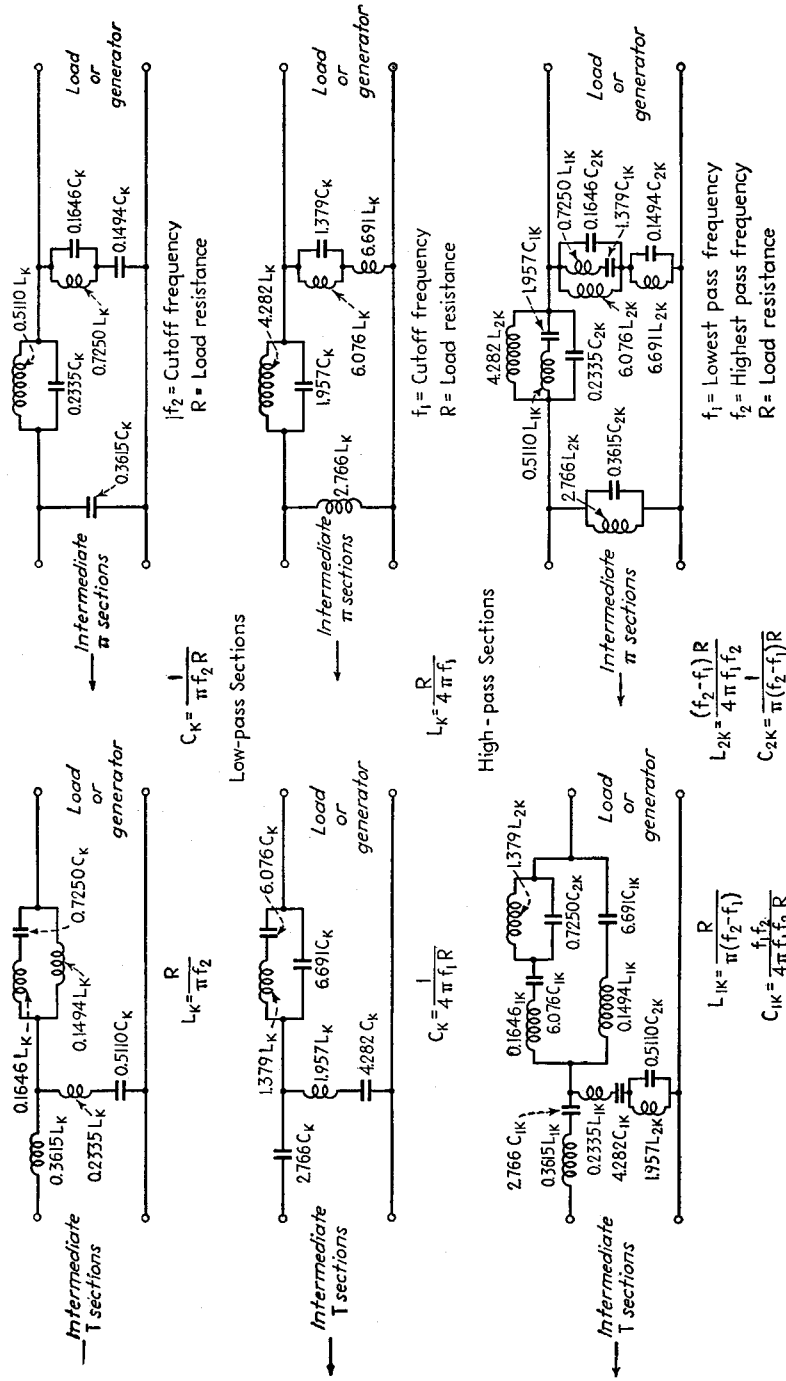 Intermediate
T sections
0.3615 L_K
0.1646 L_K
0.7250 C_K
0.1494 L_K
0.2335 L_K
0.5110 C_K
Load
or
generator
L_K = R / πf_2
Intermediate
π sections
0.3615 C_K
0.2335 C_K
0.5110 L_K
0.7250 L_K
0.1646 C_K
0.1494 C_K
Load
or
generator
C_K = 1 / πf_2 R
f_2 = Cutoff frequency
R = Load resistance
Low-pass Sections
Intermediate
T sections
2.766 C_K
1.379 L_K
6.076 C_K
6.691 C_K
1.957 L_K
4.282 C_K
Load
or
generator
C_K = 1 / 4πf_1 R
Intermediate
π sections
2.766 L_K
1.957 C_K
4.282 L_K
6.076 L_K
1.379 C_K
6.691 L_K
Load
or
generator
L_K = R / 4πf_1
f_1 = Cutoff frequency
R = Load resistance
High-pass Sections
Intermediate
T sections
2.766 C_1K
0.3615 L_1K
0.2335 L_1K
4.282 C_1K
1.957 L_2K
0.5110 C_2K
0.1646 _1K
6.076 C_1K
0.7250 C_2K
1.379 L_2K
0.1494 L_1K
6.691 C_1K
Load
or
generator
L_1K = R / π(f_2-f_1)
C_1K = f_1 f_2 / 4πf_1 f_2 R
Intermediate
π sections
2.766 L_2K
0.3615 C_2K
0.5110 L_1K
4.282 L_2K
1.957 C_1K
0.2335 C_2K
0.7250 L_1K
0.1646 C_2K
1.379 C_1K
6.076 L_2K
6.691 L_2K
0.1494 C_2K
Load
or
generator
L_2K = (f_2-f_1) R / 4πf_1 f_2
C_2K = 1 / π(f_2-f_1)R
f_1 = Lowest pass frequency
f_2 = Highest pass frequency
R = Load resistance